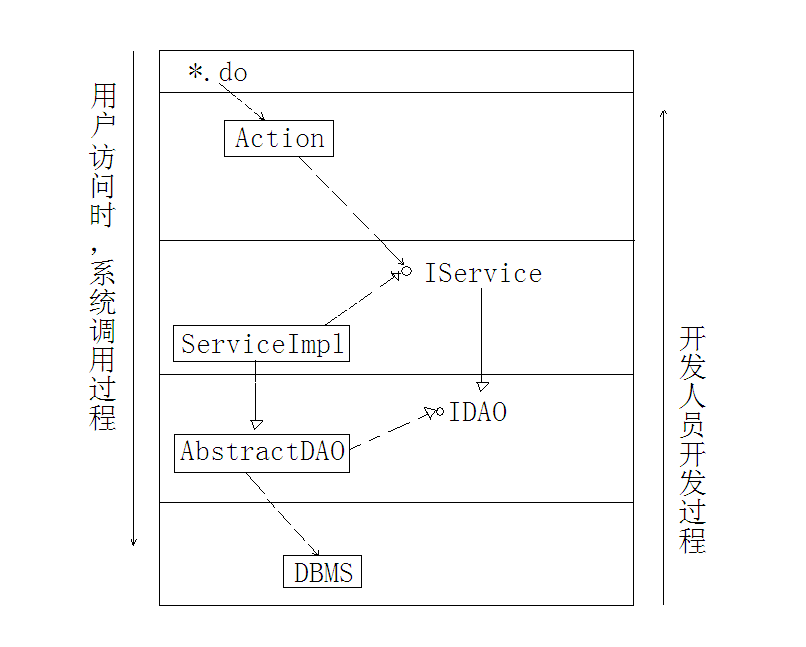 *.do
Action
IService
ServiceImpl
IDAO
AbstractDAO
DBMS
用户访问时，系统调用过程
开发人员开发过程